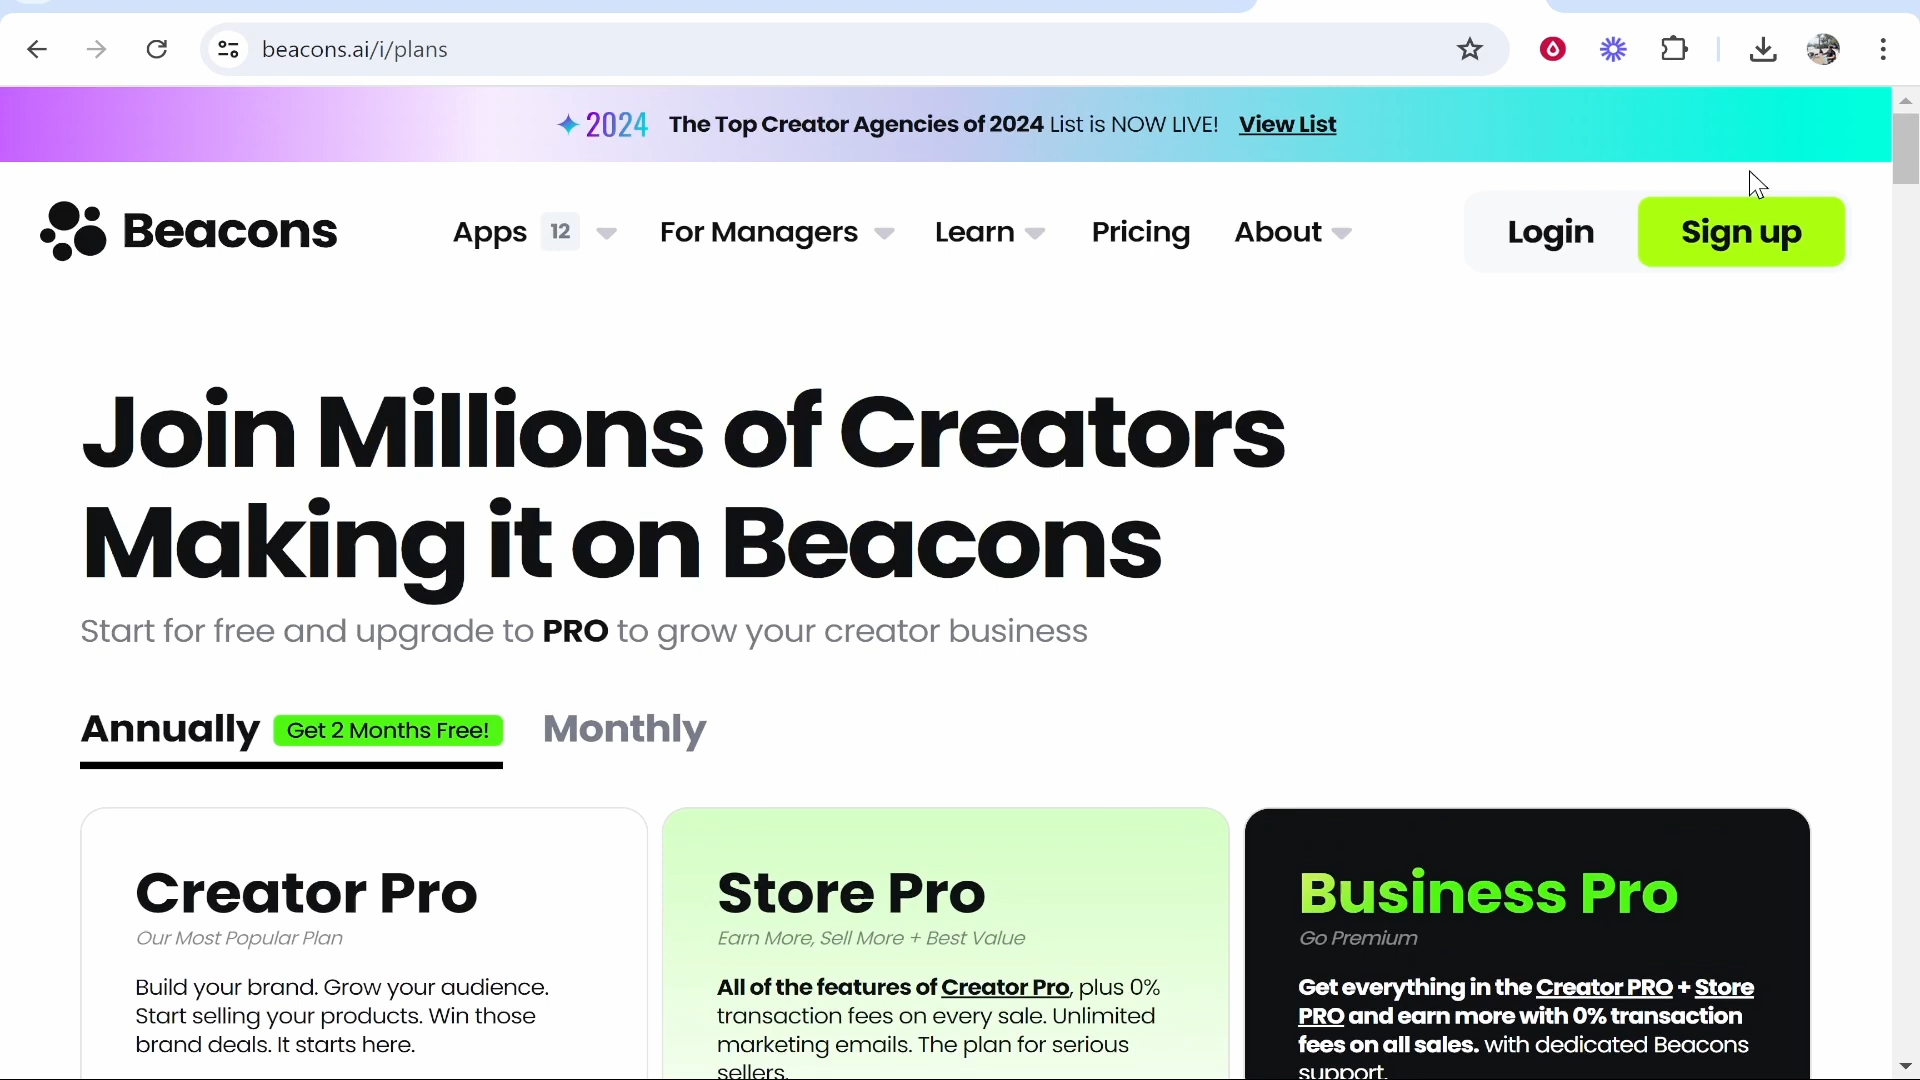 beacons.ai/i/plans
2024 The Top Creator Agencies of 2024 List is NOW LIVE! View List
Beacons Apps 12 For Managers Learn Pricing About Login Sign up
Join Millions of Creators
Making it on Beacons
Start for free and upgrade to PRO to grow your creator business
Annually Get 2 Months Free! Monthly
Creator Pro
Our Most Popular Plan
Build your brand. Grow your audience.
Start selling your products. Win those
brand deals. It starts here.
Store Pro
Earn More, Sell More + Best Value
All of the features of Creator Pro, plus 0%
transaction fees on every sale. Unlimited
marketing emails. The plan for serious
sellers.
Business Pro
Go Premium
Get everything in the Creator PRO + Store
PRO and earn more with 0% transaction
fees on all sales. with dedicated Beacons
support.